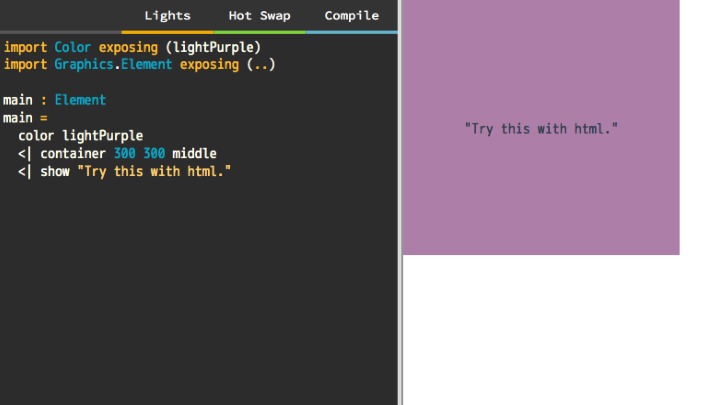 Lights Hot Swap Compile
import Color exposing (lightPurple)
import Graphics.Element exposing (..)
main : Element
main =
color lightPurple
<| container 300 300 middle
<| show "Try this with html."
"Try this with html."